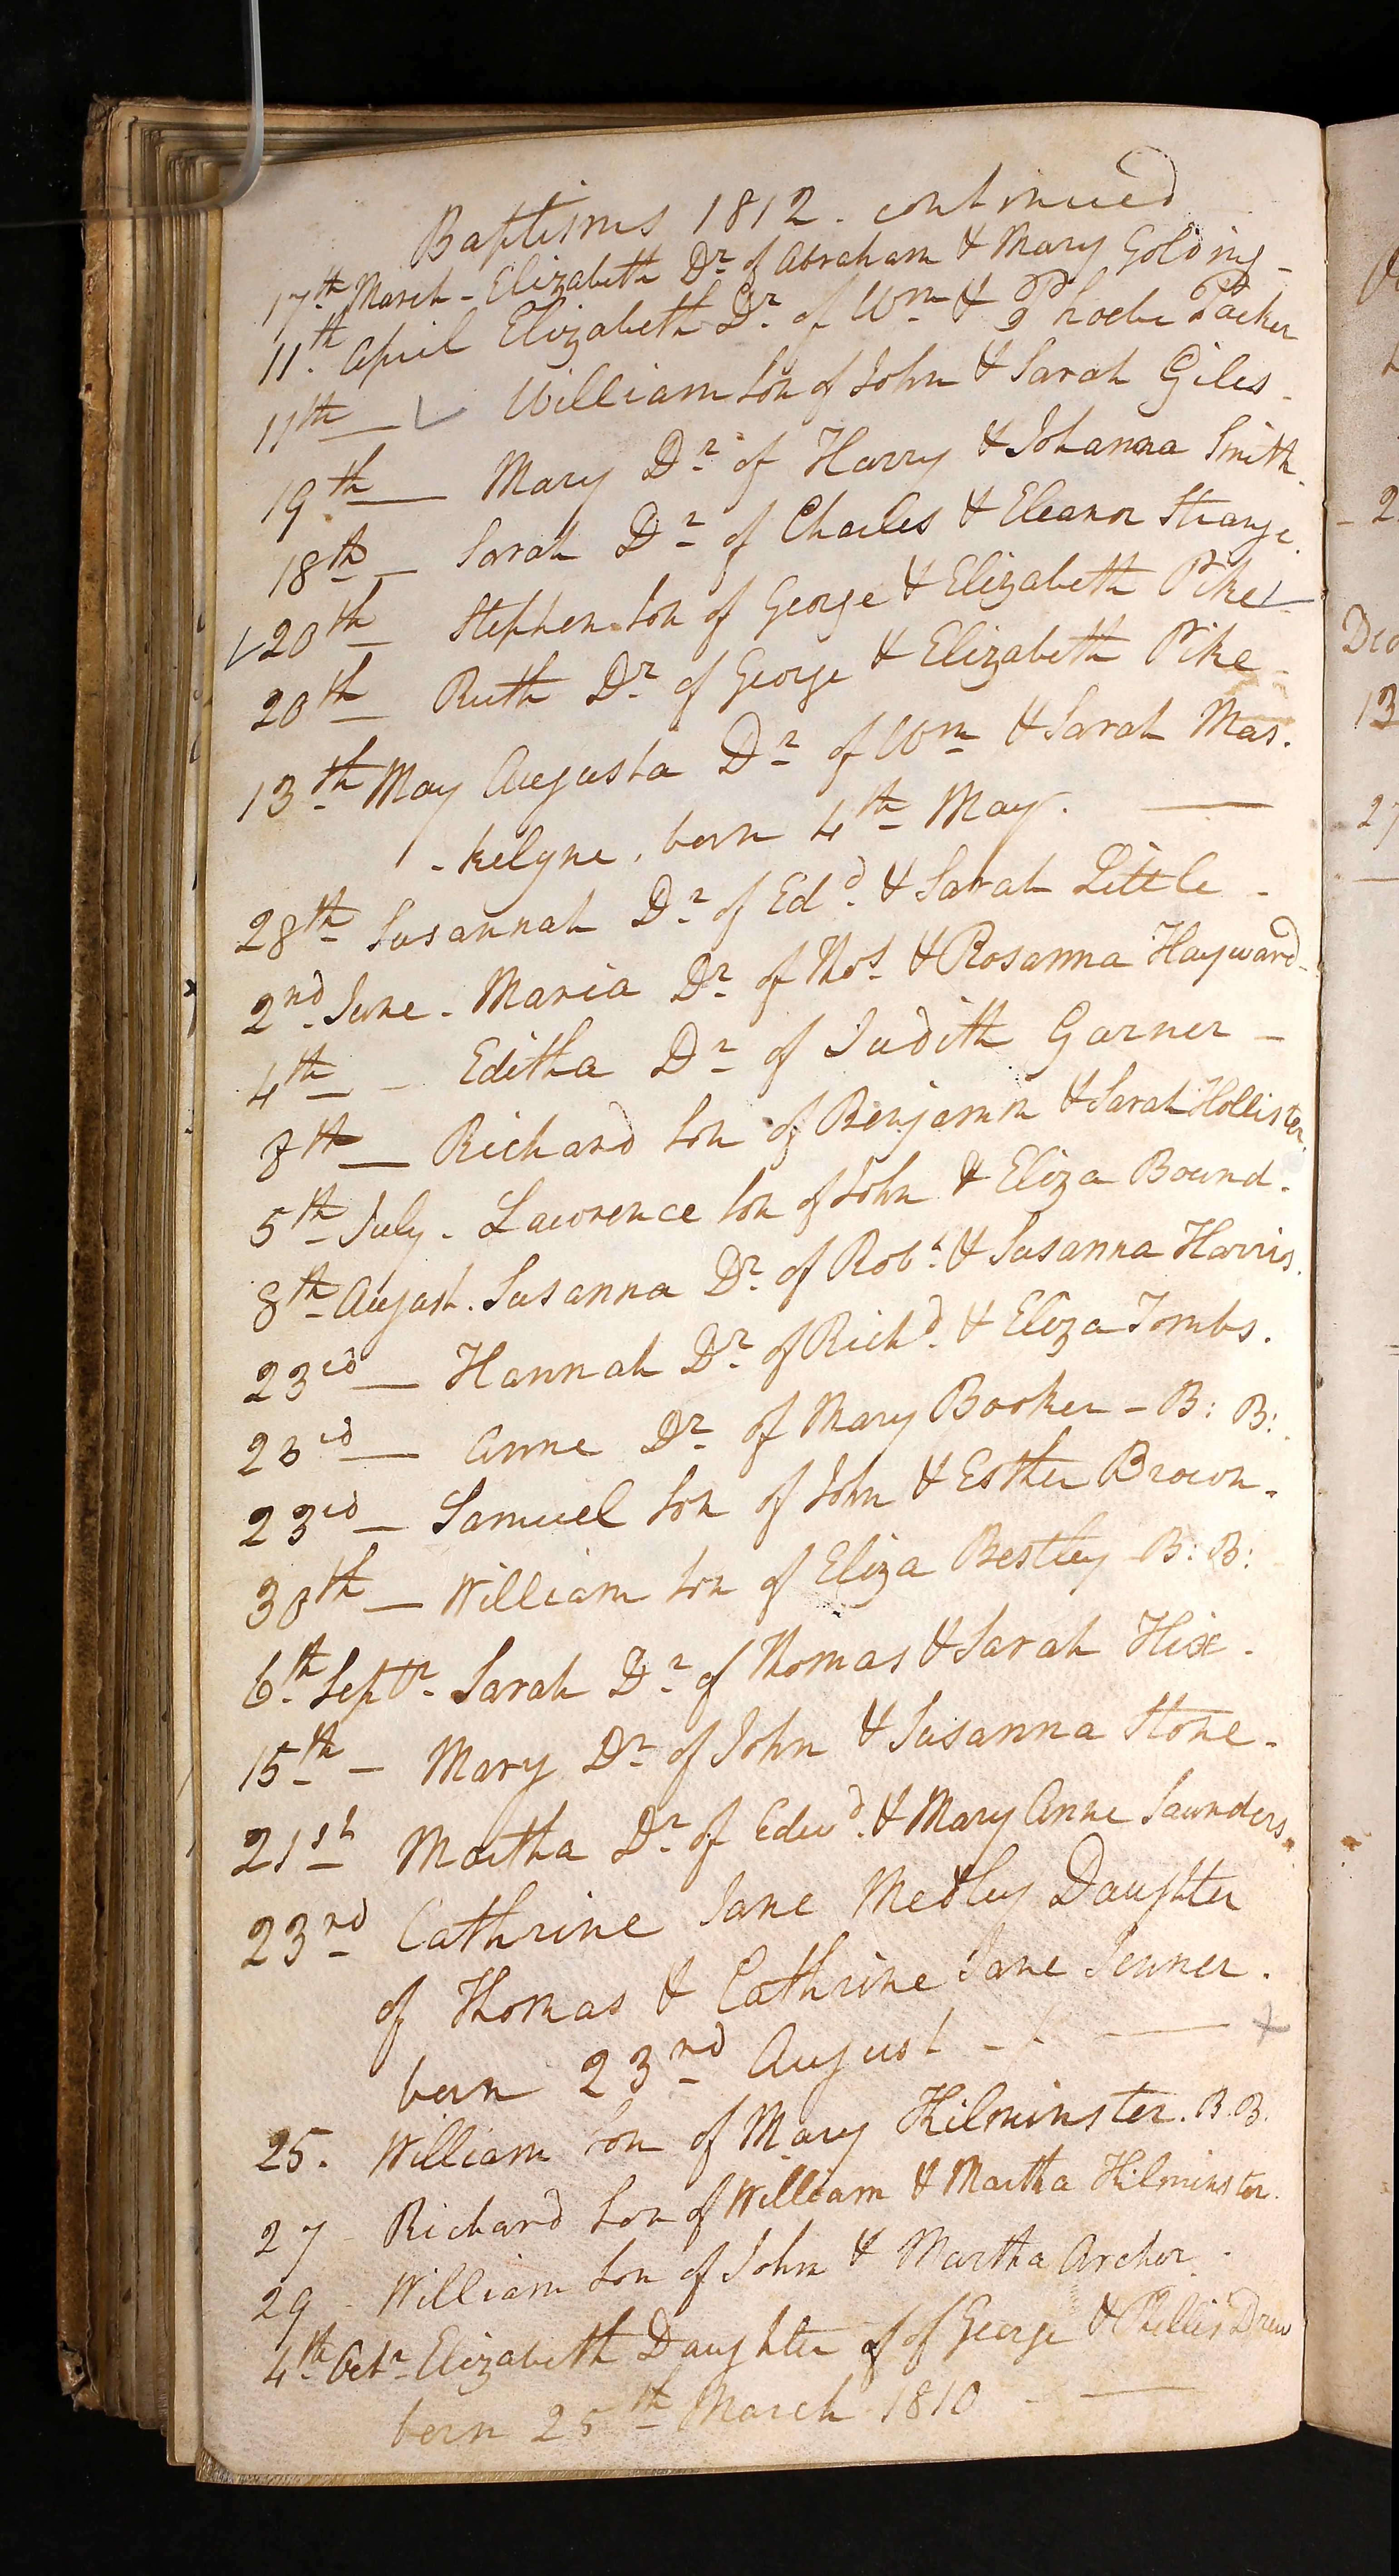 Baptisms 1812. continued
17th March - Elizabeth Dr. of Abraham & Mary Golding -
11th. April Elizabeth Dr. of Wm & Phoebe Packer
11th — William Son of John & Sarah Giles -
19th — Mary Dr. of Harry & Johanna Smith.
18th — Sarah Dr. of Charles & Eleanor Strange.
20th — Stephen Son of George & Elizabeth Pike
20th — Ruth Dr. of George & Elizabeth Pike -
13th May Augusta Dr. of Wm & Sarah Mas.
- kelyne, born 4th May. —
28th Susannah Dr. of Edd. & Sarah Little -
2nd June - Maria Dr. of Thos. & Rosanna Hayward -
4th - Editha Dr. of Judith Garner -
8th — Richard Son of Benjamin & Sarah Hollister
5th July - Lawrence Son of John & Eliza Bound.
8th August. Susanna Dr. of Robt. & Susanna Harris.
23rd — Hannah Dr. of Richd. & Eliza Tombs.
23rd — Anne Dr. of Mary Booker - B: B:
23rd — Samuel Son of John & Esther Brown -
30th — William Son of Eliza Bestley - B: B:
6th Septr. Sarah Dr. of Thomas & Sarah Hix -
15th — Mary Dr. of John & Susanna Stone -
21st Martha Dr. of Edwd. & Mary Anne Saunders.
23rd Cathrine Jane Medley Daughter
of Thomas & Cathrine Jane Jenner.
born 23rd August - —
25. William Son of Mary Kilminster. B. B.
27 - Richard Son of William & Martha Kilminster.
29 - William Son of John & Martha Archer -
4th Octr. Elizabeth Daughter of of George & Phillis Drew
born 25th March 1810 - —